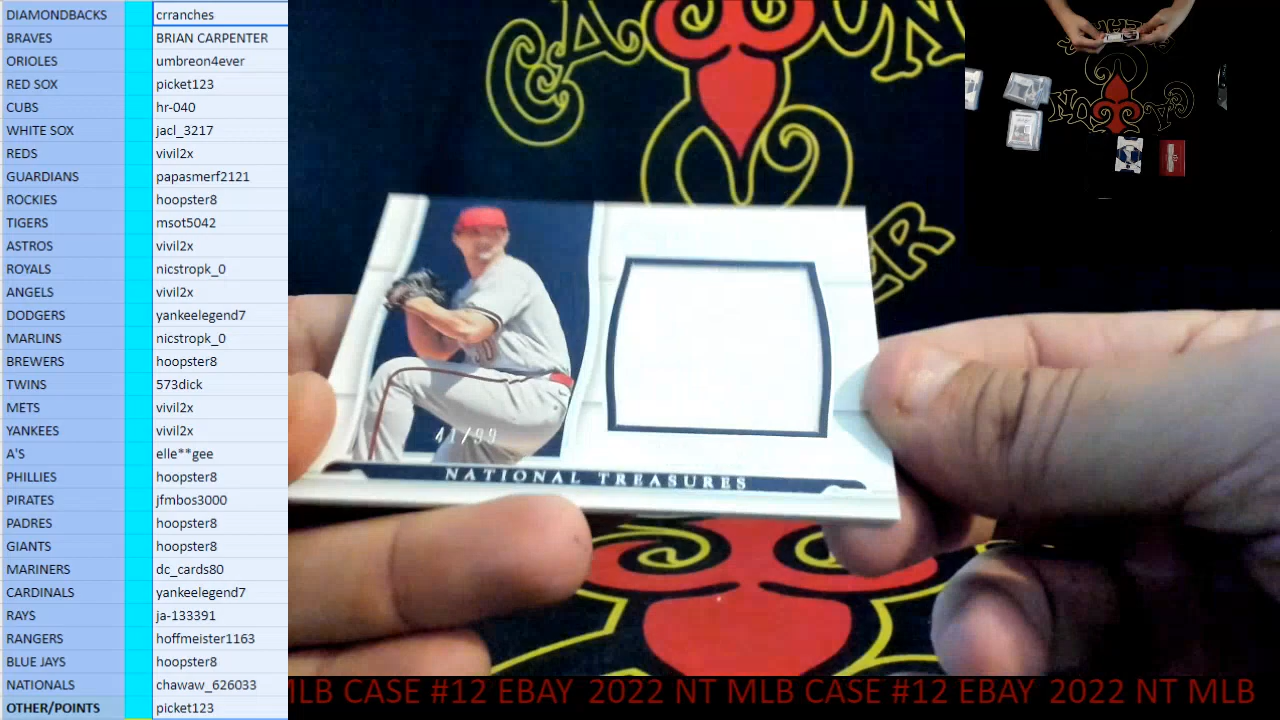 DIAMONDBACKS crranches
BRAVES BRIAN CARPENTER
ORIOLES umbreon4ever
RED SOX picket123
CUBS hr-040
WHITE SOX jacl_3217
REDS vivil2x
GUARDIANS papasmerf2121
ROCKIES hoopster8
TIGERS msot5042
ASTROS vivil2x
ROYALS nicstropk_0
ANGELS vivil2x
DODGERS yankeelegend7
MARLINS nicstropk_0
BREWERS hoopster8
TWINS 573dick
METS vivil2x
YANKEES vivil2x
A'S elle**gee
PHILLIES hoopster8
PIRATES jfmbos3000
PADRES hoopster8
GIANTS hoopster8
MARINERS dc_cards80
CARDINALS yankeelegend7
RAYS ja-133391
RANGERS hoffmeister1163
BLUE JAYS hoopster8
NATIONALS chawaw_626033
OTHER/POINTS picket123
41/99
NATIONAL TREASURES
MLB CASE #12 EBAY 2022 NT MLB CASE #12 EBAY 2022 NT MLB